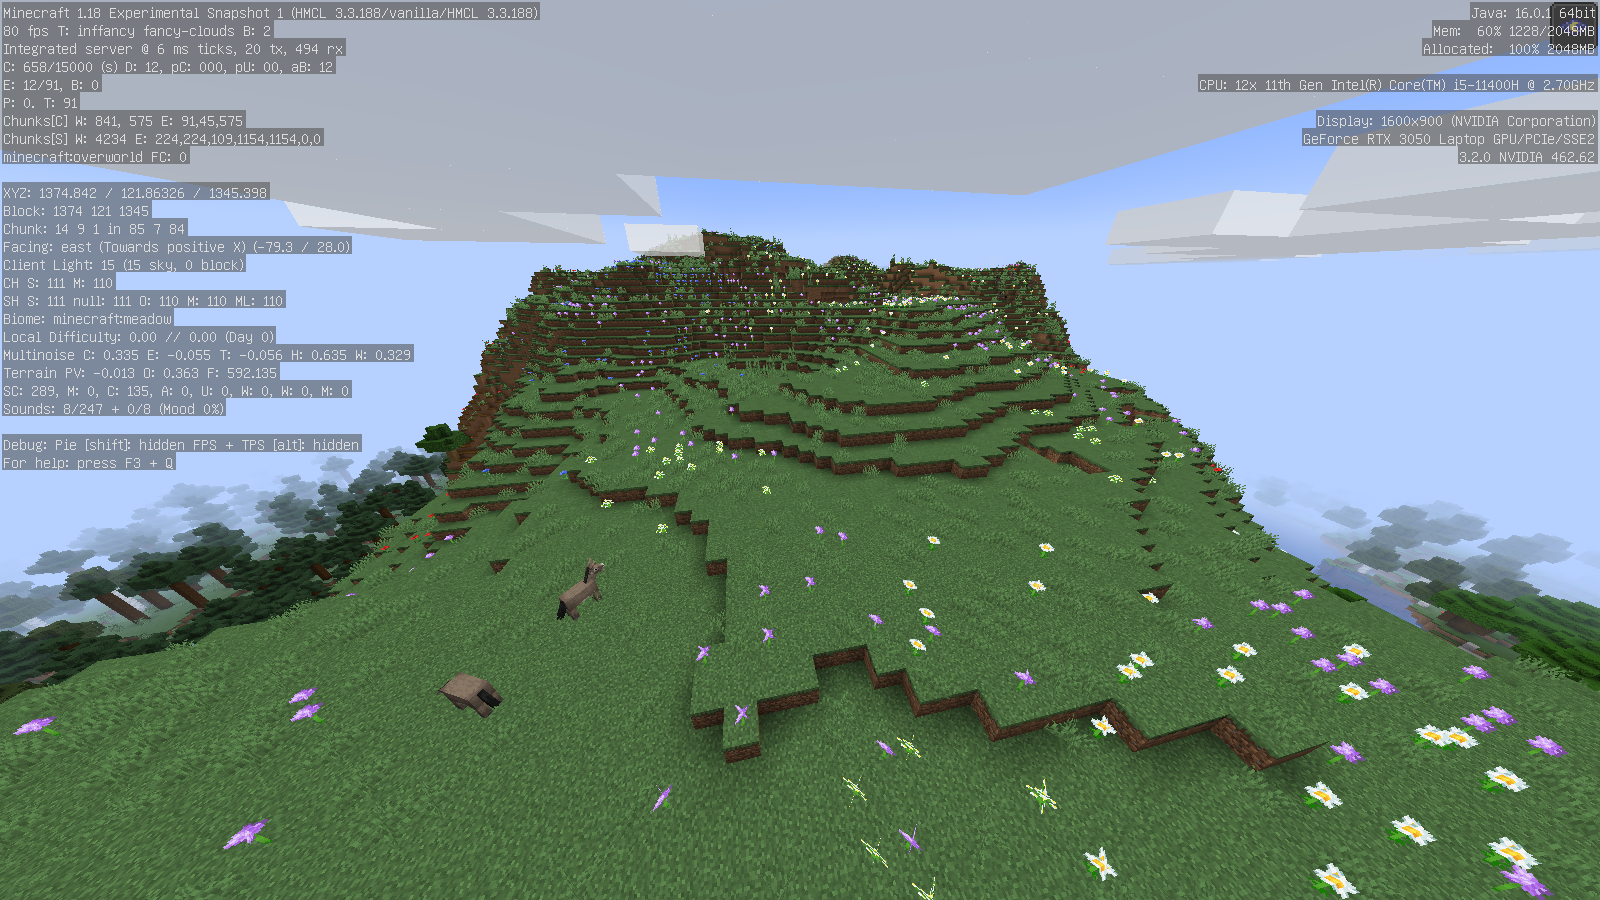 Minecraft 1.18 Experimental Snapshot 1 (HMCL 3.3.188/vanilla/HMCL 3.3.188)
80 fps T: inffancy fancy-clouds B: 2
Integrated server @ 6 ms ticks, 20 tx, 494 rx
C: 658/15000 (s) D: 12, pC: 000, pU: 00, aB: 12
E: 12/91, B: 0
P: 0. T: 91
Chunks[C] W: 841, 575 E: 91,45,575
Chunks[S] W: 4234 E: 224,224,109,1154,1154,0,0
minecraft:overworld FC: 0
XYZ: 1374.842 / 121.86326 / 1345.398
Block: 1374 121 1345
Chunk: 14 9 1 in 85 7 84
Facing: east (Towards positive X) (-79.3 / 28.0)
Client Light: 15 (15 sky, 0 block)
CH S: 111 M: 110
SH S: 111 null: 111 O: 110 M: 110 ML: 110
Biome: minecraft:meadow
Local Difficulty: 0.00 // 0.00 (Day 0)
Multinoise C: 0.335 E: -0.055 T: -0.056 H: 0.635 W: 0.329
Terrain PV: -0.013 O: 0.363 F: 592.135
SC: 289, M: 0, C: 135, A: 0, U: 0, W: 0, W: 0, M: 0
Sounds: 8/247 + 0/8 (Mood 0%)
Debug: Pie [shift]: hidden FPS + TPS [alt]: hidden
For help: press F3 + Q
Java: 16.0.1 64bit
Mem: 60% 1228/2048MB
Allocated: 100% 2048MB
CPU: 12x 11th Gen Intel(R) Core(TM) i5-11400H @ 2.70GHz
Display: 1600x900 (NVIDIA Corporation)
GeForce RTX 3050 Laptop GPU/PCIe/SSE2
3.2.0 NVIDIA 462.62